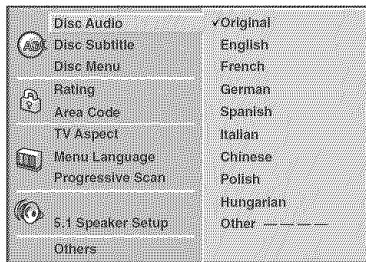 Disc Audio
Disc Subtitle
Disc Menu
Rating
Area Code
TV Aspect
Menu Language
Progressive Scan
5.1 Speaker Setup
Others
✓Original
English
French
German
Spanish
Italian
Chinese
Polish
Hungarian
Other — — — —